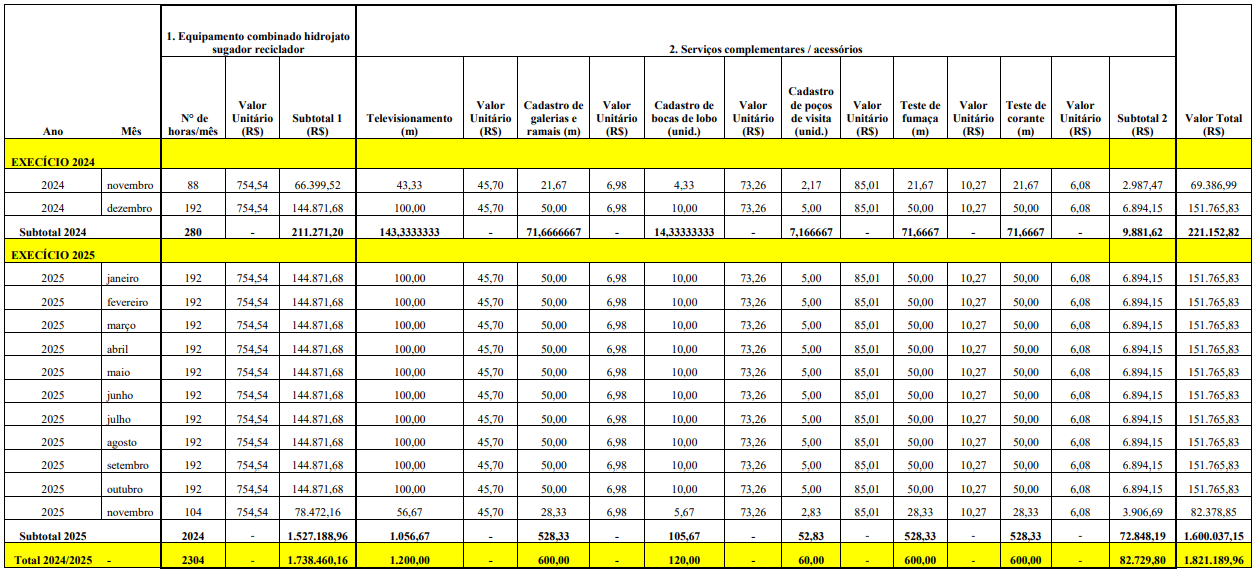 1. Equipamento combinado hidrojato sugador reciclador | 2. Serviços complementares / acessórios
Ano | Mês | N° de horas/mês | Valor Unitário (R$) | Subtotal 1 (R$) | Televisionamento (m) | Valor Unitário (R$) | Cadastro de galerias e ramais (m) | Valor Unitário (R$) | Cadastro de bocas de lobo (unid.) | Valor Unitário (R$) | Cadastro de poços de visita (unid.) | Valor Unitário (R$) | Teste de fumaça (m) | Valor Unitário (R$) | Teste de corante (m) | Valor Unitário (R$) | Subtotal 2 (R$) | Valor Total (R$)
EXECÍCIO 2024
2024 | novembro | 88 | 754,54 | 66.399,52 | 43,33 | 45,70 | 21,67 | 6,98 | 4,33 | 73,26 | 2,17 | 85,01 | 21,67 | 10,27 | 21,67 | 6,08 | 2.987,47 | 69.386,99
2024 | dezembro | 192 | 754,54 | 144.871,68 | 100,00 | 45,70 | 50,00 | 6,98 | 10,00 | 73,26 | 5,00 | 85,01 | 50,00 | 10,27 | 50,00 | 6,08 | 6.894,15 | 151.765,83
Subtotal 2024 | 280 | - | 211.271,20 | 143,3333333 | - | 71,6666667 | - | 14,33333333 | - | 7,166667 | - | 71,6667 | - | 71,6667 | - | 9.881,62 | 221.152,82
EXECÍCIO 2025
2025 | janeiro | 192 | 754,54 | 144.871,68 | 100,00 | 45,70 | 50,00 | 6,98 | 10,00 | 73,26 | 5,00 | 85,01 | 50,00 | 10,27 | 50,00 | 6,08 | 6.894,15 | 151.765,83
2025 | fevereiro | 192 | 754,54 | 144.871,68 | 100,00 | 45,70 | 50,00 | 6,98 | 10,00 | 73,26 | 5,00 | 85,01 | 50,00 | 10,27 | 50,00 | 6,08 | 6.894,15 | 151.765,83
2025 | março | 192 | 754,54 | 144.871,68 | 100,00 | 45,70 | 50,00 | 6,98 | 10,00 | 73,26 | 5,00 | 85,01 | 50,00 | 10,27 | 50,00 | 6,08 | 6.894,15 | 151.765,83
2025 | abril | 192 | 754,54 | 144.871,68 | 100,00 | 45,70 | 50,00 | 6,98 | 10,00 | 73,26 | 5,00 | 85,01 | 50,00 | 10,27 | 50,00 | 6,08 | 6.894,15 | 151.765,83
2025 | maio | 192 | 754,54 | 144.871,68 | 100,00 | 45,70 | 50,00 | 6,98 | 10,00 | 73,26 | 5,00 | 85,01 | 50,00 | 10,27 | 50,00 | 6,08 | 6.894,15 | 151.765,83
2025 | junho | 192 | 754,54 | 144.871,68 | 100,00 | 45,70 | 50,00 | 6,98 | 10,00 | 73,26 | 5,00 | 85,01 | 50,00 | 10,27 | 50,00 | 6,08 | 6.894,15 | 151.765,83
2025 | julho | 192 | 754,54 | 144.871,68 | 100,00 | 45,70 | 50,00 | 6,98 | 10,00 | 73,26 | 5,00 | 85,01 | 50,00 | 10,27 | 50,00 | 6,08 | 6.894,15 | 151.765,83
2025 | agosto | 192 | 754,54 | 144.871,68 | 100,00 | 45,70 | 50,00 | 6,98 | 10,00 | 73,26 | 5,00 | 85,01 | 50,00 | 10,27 | 50,00 | 6,08 | 6.894,15 | 151.765,83
2025 | setembro | 192 | 754,54 | 144.871,68 | 100,00 | 45,70 | 50,00 | 6,98 | 10,00 | 73,26 | 5,00 | 85,01 | 50,00 | 10,27 | 50,00 | 6,08 | 6.894,15 | 151.765,83
2025 | outubro | 192 | 754,54 | 144.871,68 | 100,00 | 45,70 | 50,00 | 6,98 | 10,00 | 73,26 | 5,00 | 85,01 | 50,00 | 10,27 | 50,00 | 6,08 | 6.894,15 | 151.765,83
2025 | novembro | 104 | 754,54 | 78.472,16 | 56,67 | 45,70 | 28,33 | 6,98 | 5,67 | 73,26 | 2,83 | 85,01 | 28,33 | 10,27 | 28,33 | 6,08 | 3.906,69 | 82.378,85
Subtotal 2025 | 2024 | - | 1.527.188,96 | 1.056,67 | - | 528,33 | - | 105,67 | - | 52,83 | - | 528,33 | - | 528,33 | - | 72.848,19 | 1.600.037,15
Total 2024/2025 | - | 2304 | - | 1.738.460,16 | 1.200,00 | - | 600,00 | - | 120,00 | - | 60,00 | - | 600,00 | - | 600,00 | - | 82.729,80 | 1.821.189,96